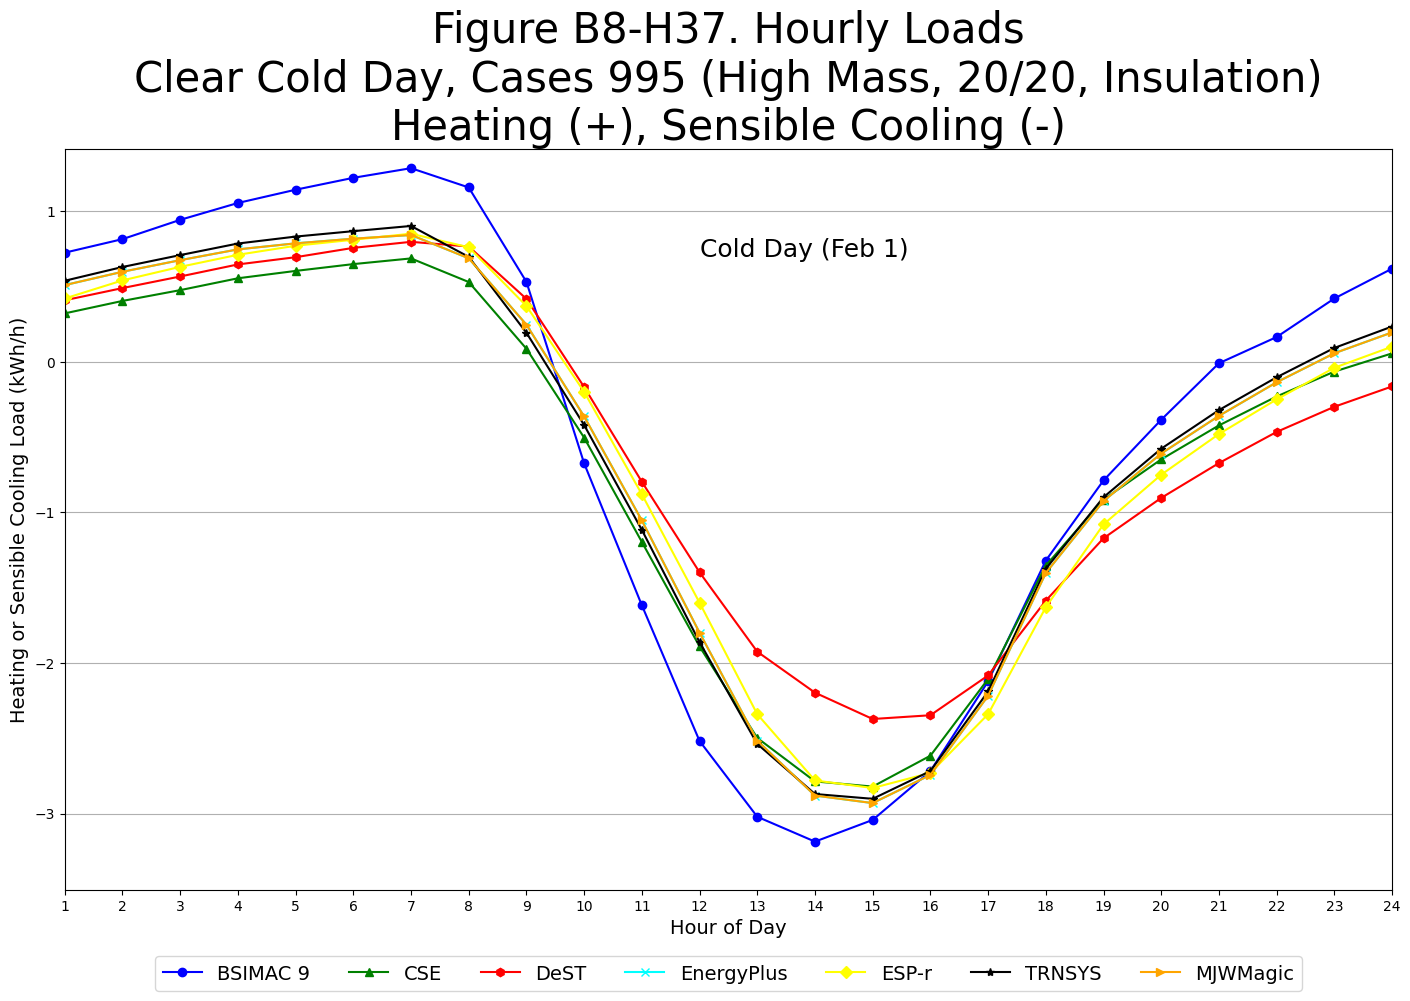 Figure B8-H37. Hourly Loads
Clear Cold Day, Cases 995 (High Mass, 20/20, Insulation)
Heating (+), Sensible Cooling (-)
Heating or Sensible Cooling Load (kWh/h)
1
0
−1
−2
−3
Cold Day (Feb 1)
1 2 3 4 5 6 7 8 9 10 11 12 13 14 15 16 17 18 19 20 21 22 23 24
Hour of Day
BSIMAC 9 CSE DeST EnergyPlus ESP-r TRNSYS MJWMagic